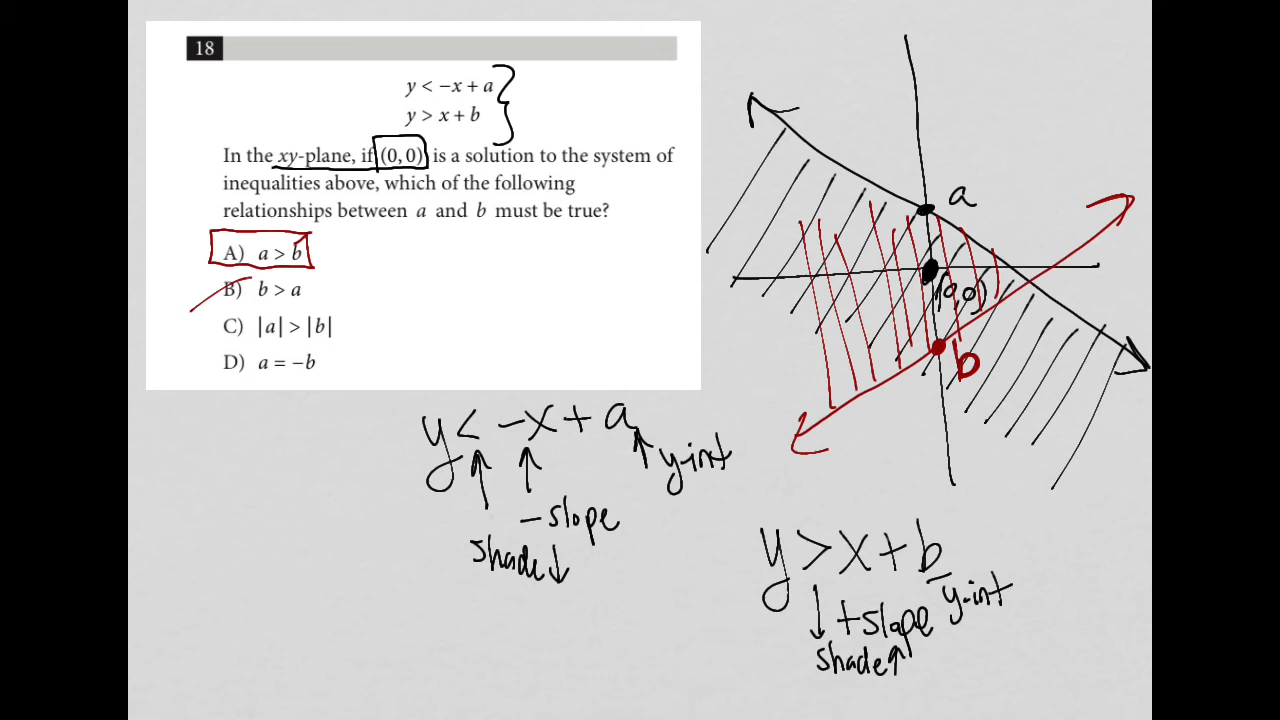 18
y < −x + a
y > x + b
In the xy-plane, if (0, 0) is a solution to the system of
inequalities above, which of the following
relationships between a and b must be true?
A) a > b
B) b > a
C) |a| > |b|
D) a = −b
a
(0,0)
b
y < −x + a
y-int
− slope
shade ↓
y > x + b
y-int
+ slope
shade ↑